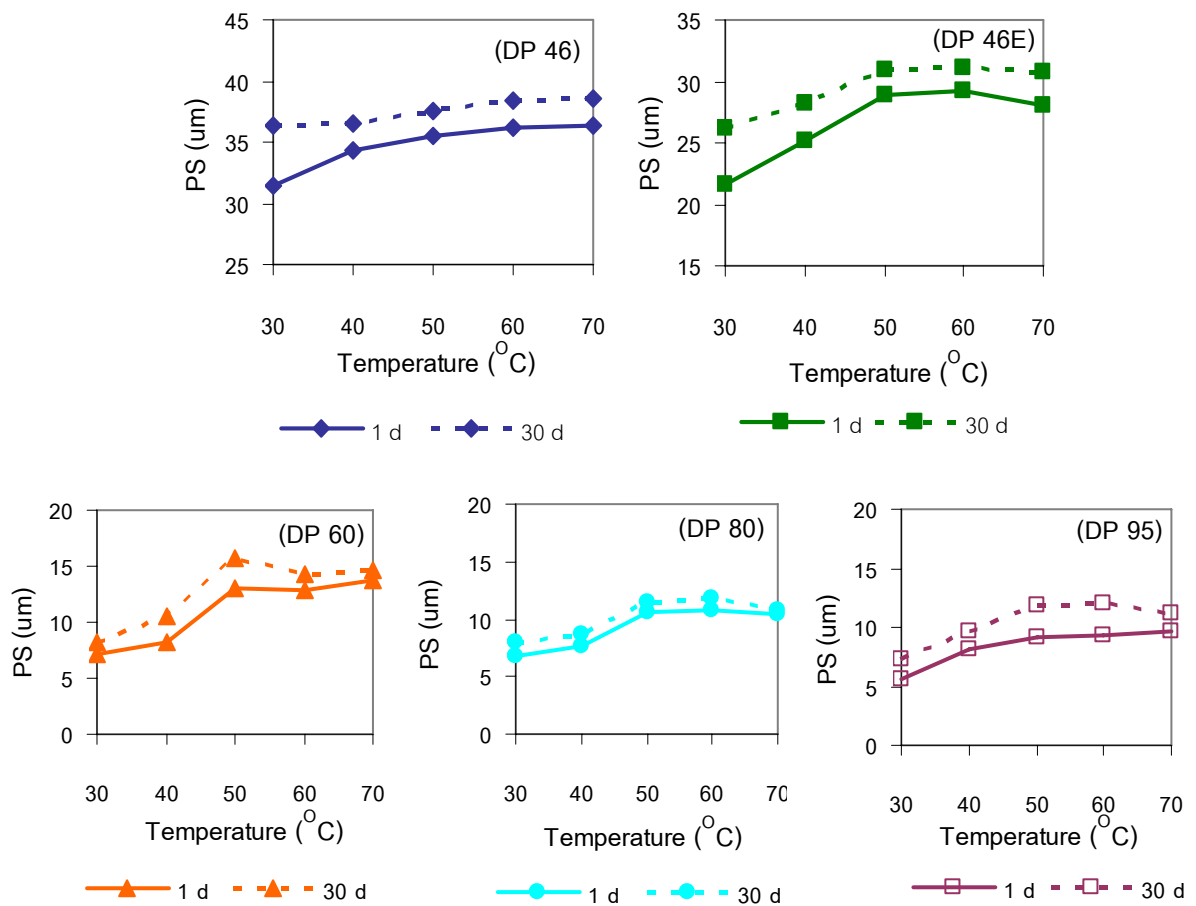 45
40
35
30
25
PS (um)
(DP 46)
30 40 50 60 70
Temperature (OC)
1 d 30 d
35
30
25
20
15
PS (um)
(DP 46E)
30 40 50 60 70
Temperature (OC)
1 d 30 d
20
15
10
5
0
PS (um)
(DP 60)
30 40 50 60 70
Temperature (OC)
1 d 30 d
20
15
10
5
0
PS (um)
(DP 80)
30 40 50 60 70
Temperature (OC)
1 d 30 d
20
15
10
5
0
PS (um)
(DP 95)
30 40 50 60 70
Temperature (OC)
1 d 30 d